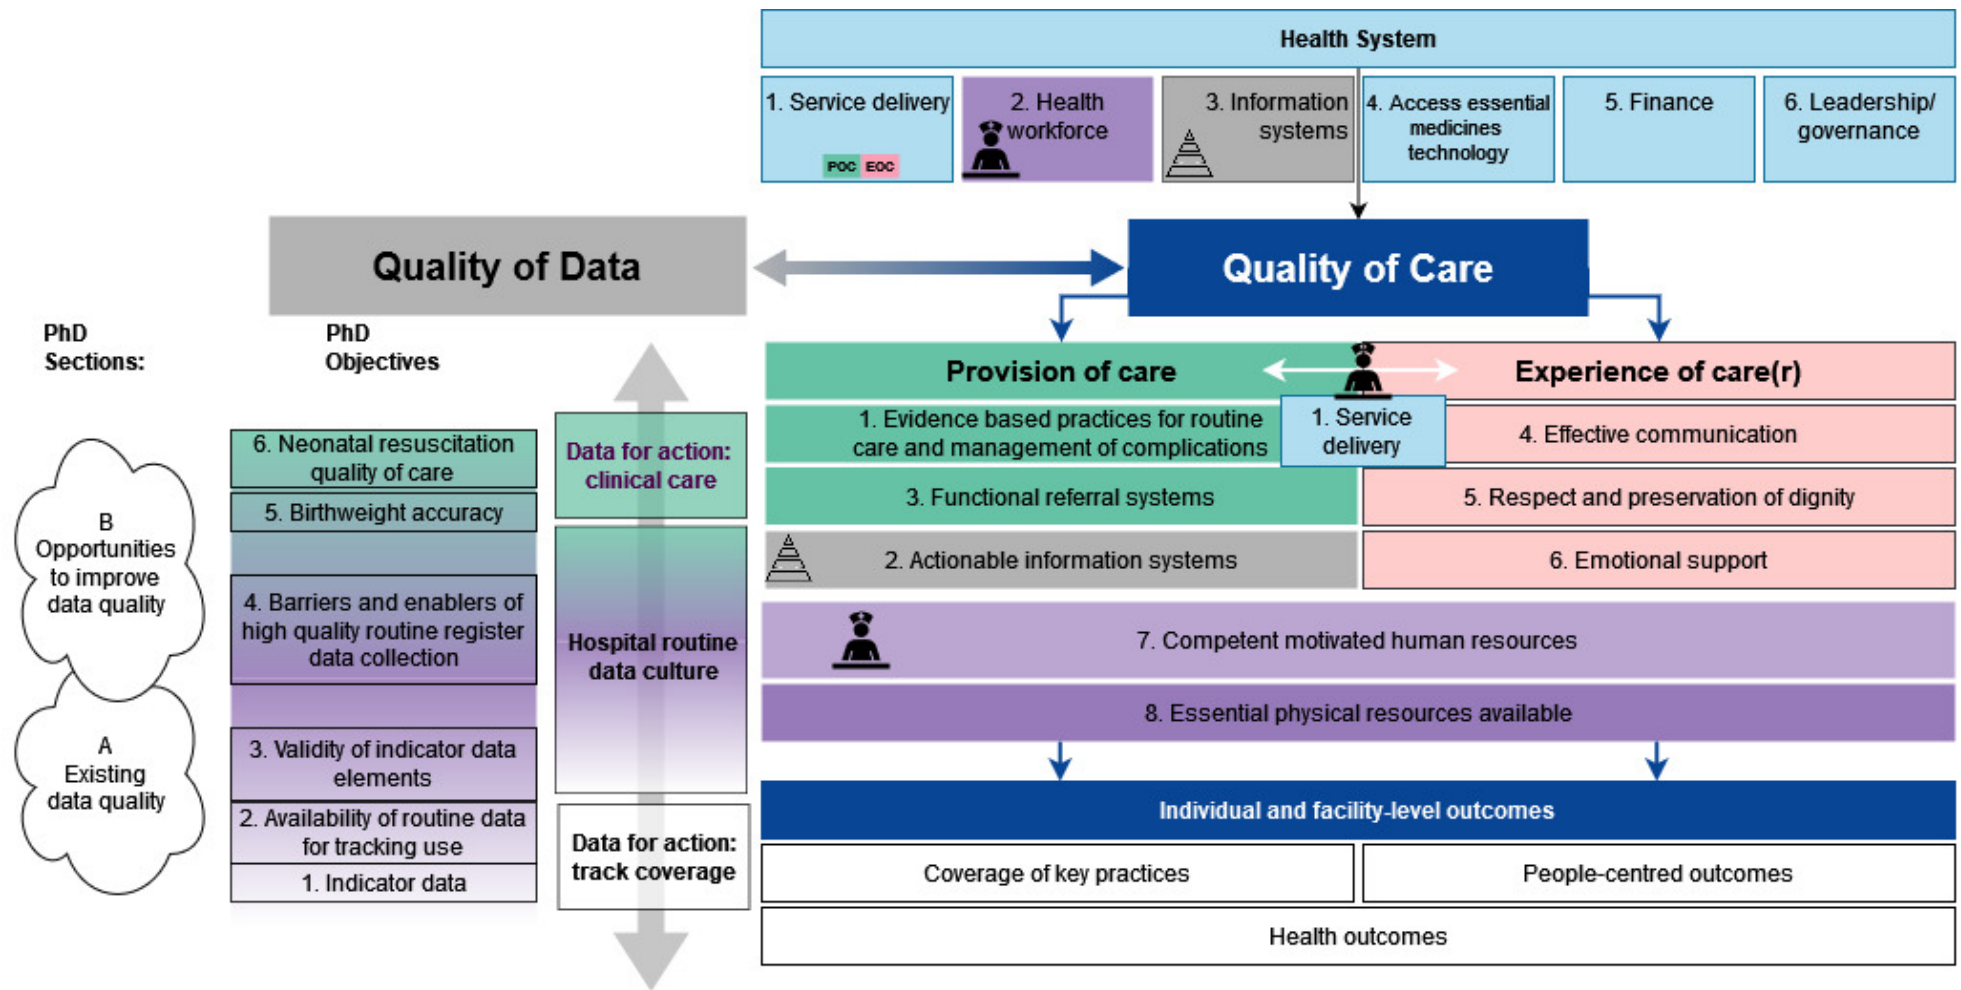 Health System
1. Service delivery
POC EOC
2. Health
workforce
3. Information
systems
4. Access essential
medicines
technology
5. Finance
6. Leadership/
governance
Quality of Data
Quality of Care
PhD
Sections:
PhD
Objectives
B
Opportunities
to improve
data quality
A
Existing
data quality
6. Neonatal resuscitation
quality of care
5. Birthweight accuracy
4. Barriers and enablers of
high quality routine register
data collection
3. Validity of indicator data
elements
2. Availability of routine data
for tracking use
1. Indicator data
Data for action:
clinical care
Hospital routine
data culture
Data for action:
track coverage
Provision of care
Experience of care(r)
1. Evidence based practices for routine
care and management of complications
1. Service
delivery
4. Effective communication
3. Functional referral systems
5. Respect and preservation of dignity
2. Actionable information systems
6. Emotional support
7. Competent motivated human resources
8. Essential physical resources available
Individual and facility-level outcomes
Coverage of key practices
People-centred outcomes
Health outcomes